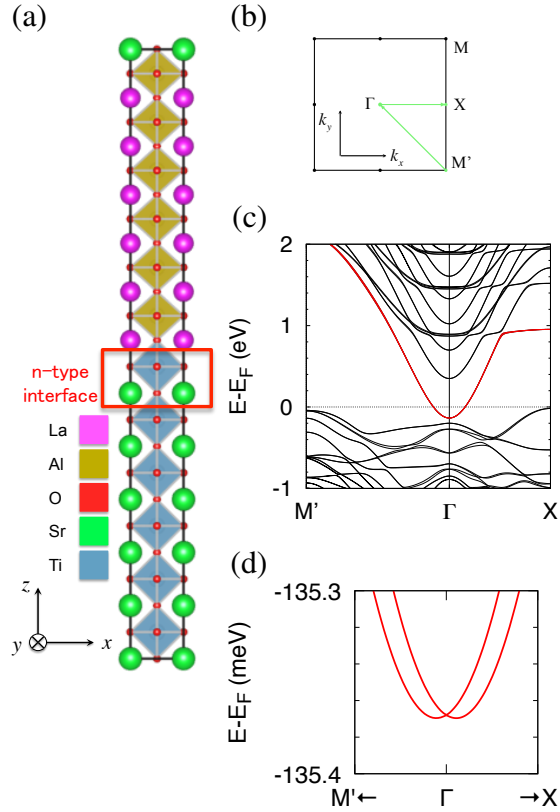 (a)
n-type
interface
La
Al
O
Sr
Ti
z
y
x
(b)
M
Γ
X
k_y
k_x
M'
(c)
E-E_F (eV)
2
1
0
-1
M'
Γ
X
(d)
E-E_F (meV)
-135.3
-135.4
M'←
Γ
→X